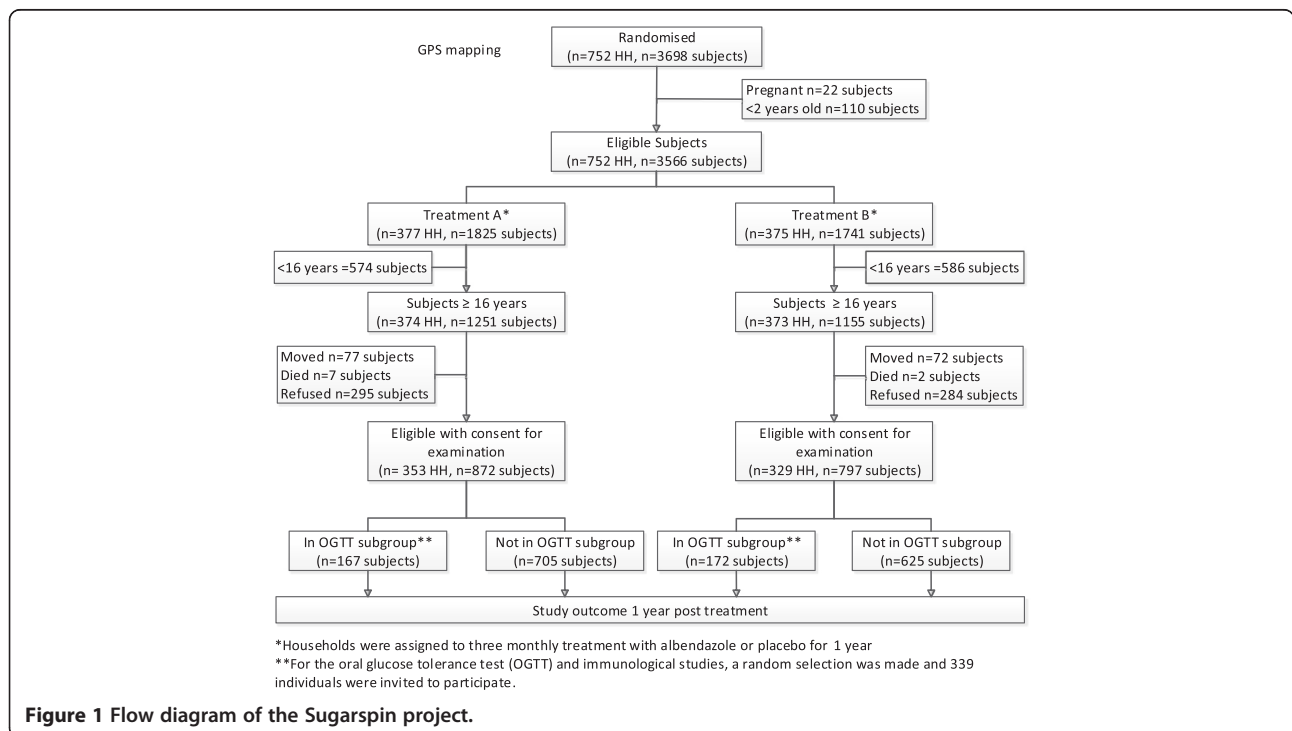 GPS mapping
Randomised
(n=752 HH, n=3698 subjects)
Pregnant n=22 subjects
<2 years old n=110 subjects
Eligible Subjects
(n=752 HH, n=3566 subjects)
Treatment A*
(n=377 HH, n=1825 subjects)
Treatment B*
(n=375 HH, n=1741 subjects)
<16 years =574 subjects
<16 years =586 subjects
Subjects ≥ 16 years
(n=374 HH, n=1251 subjects)
Subjects ≥ 16 years
(n=373 HH, n=1155 subjects)
Moved n=77 subjects
Died n=7 subjects
Refused n=295 subjects
Moved n=72 subjects
Died n=2 subjects
Refused n=284 subjects
Eligible with consent for
examination
(n= 353 HH, n=872 subjects)
Eligible with consent for
examination
(n=329 HH, n=797 subjects)
In OGTT subgroup**
(n=167 subjects)
Not in OGTT subgroup
(n=705 subjects)
In OGTT subgroup**
(n=172 subjects)
Not in OGTT subgroup
(n=625 subjects)
Study outcome 1 year post treatment
*Households were assigned to three monthly treatment with albendazole or placebo for 1 year
**For the oral glucose tolerance test (OGTT) and immunological studies, a random selection was made and 339
individuals were invited to participate.
Figure 1 Flow diagram of the Sugarspin project.